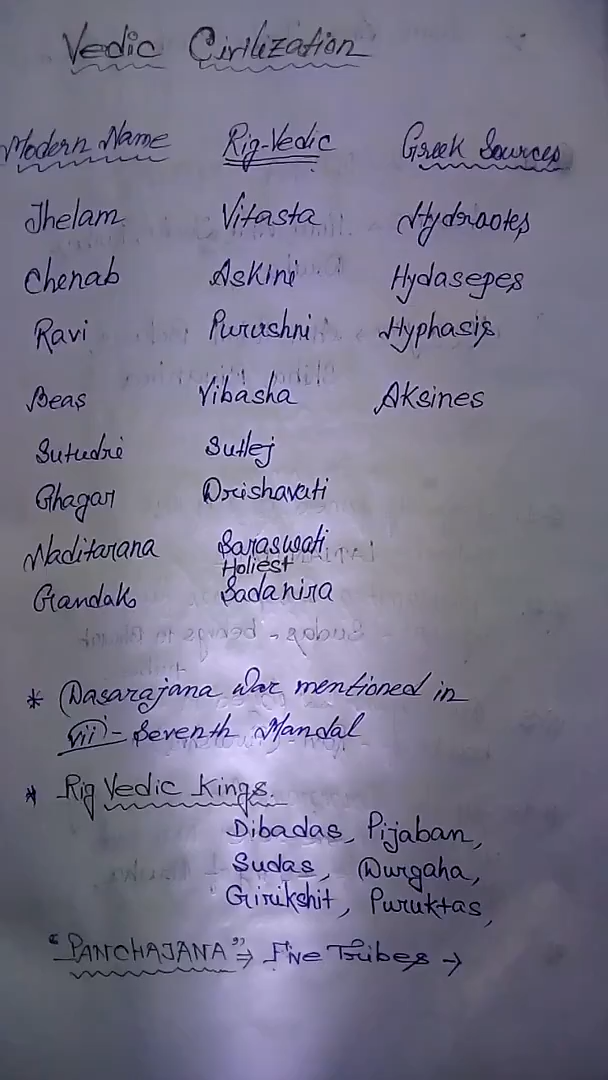 Vedic Civilization
Modern Name Rig-Vedic Greek Sources
Jhelam Vitasta Hydraotes
Chenab Askini Hydasepes
Ravi Purushni Hyphasis
Beas Vibasha Aksines
Sutudri Sutlej
Ghagar Drishavati
Naditarana Saraswati
Holiest
Gandak Sadanira
* Dasarajana War mentioned in
vii - Seventh Mandal
* Rig Vedic Kings.
Dibadas, Pijaban,
Sudas, Durgaha,
Girikshit, Puruktas,
"PANCHAJANA" ⇒ Five Tribes →